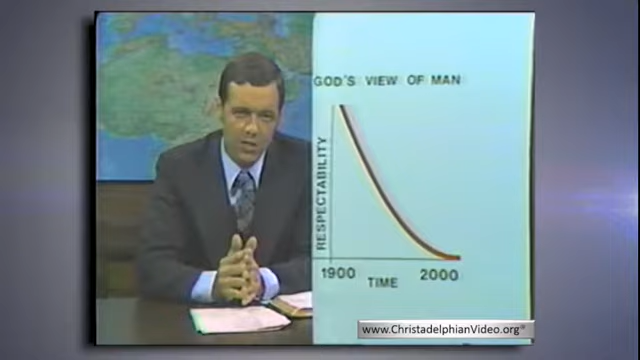 GOD'S VIEW OF MAN
RESPECTABILITY
1900
2000
TIME
www.ChristadelphianVideo.org®